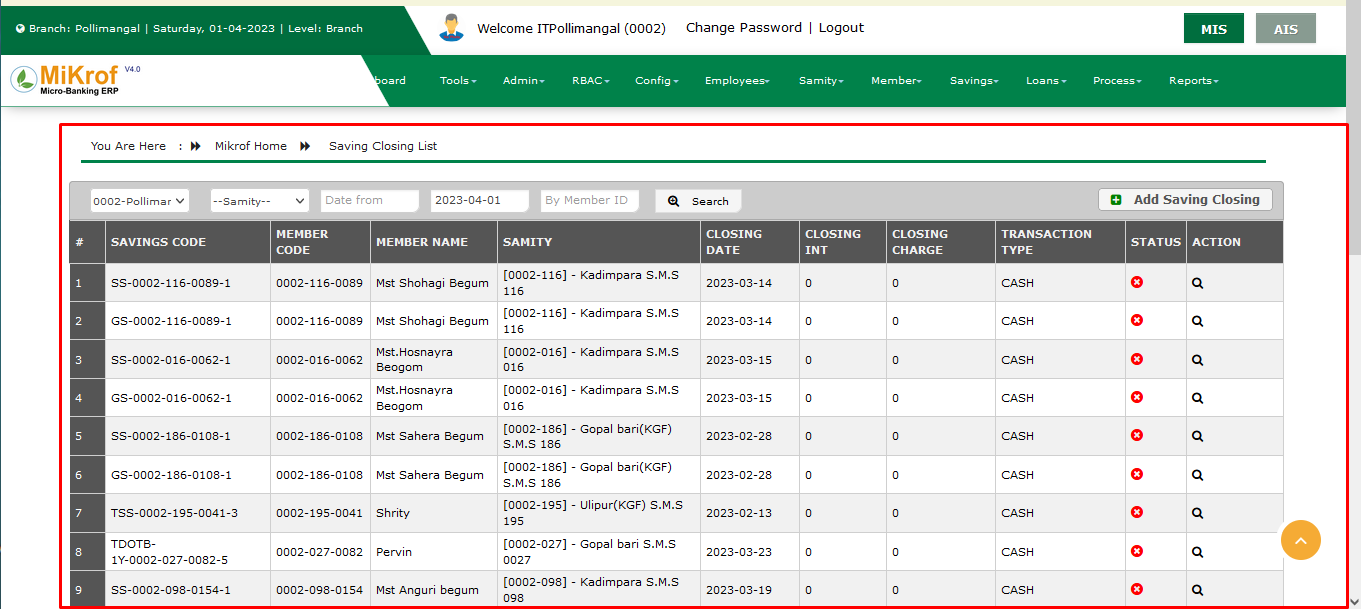 Branch: Pollimangal | Saturday, 01-04-2023 | Level: Branch
Welcome ITPollimangal (0002) Change Password | Logout
MIS AIS
MiKrof V4.0
Micro-Banking ERP
board Tools Admin RBAC Config Employees Samity Member Savings Loans Process Reports
You Are Here : Mikrof Home Saving Closing List
0002-Pollimar --Samity-- Date from 2023-04-01 By Member ID Search Add Saving Closing
# SAVINGS CODE MEMBER CODE MEMBER NAME SAMITY CLOSING DATE CLOSING INT CLOSING CHARGE TRANSACTION TYPE STATUS ACTION
1 SS-0002-116-0089-1 0002-116-0089 Mst Shohagi Begum [0002-116] - Kadimpara S.M.S 116 2023-03-14 0 0 CASH
2 GS-0002-116-0089-1 0002-116-0089 Mst Shohagi Begum [0002-116] - Kadimpara S.M.S 116 2023-03-14 0 0 CASH
3 SS-0002-016-0062-1 0002-016-0062 Mst.Hosnayra Beogom [0002-016] - Kadimpara S.M.S 016 2023-03-15 0 0 CASH
4 GS-0002-016-0062-1 0002-016-0062 Mst.Hosnayra Beogom [0002-016] - Kadimpara S.M.S 016 2023-03-15 0 0 CASH
5 SS-0002-186-0108-1 0002-186-0108 Mst Sahera Begum [0002-186] - Gopal bari(KGF) S.M.S 186 2023-02-28 0 0 CASH
6 GS-0002-186-0108-1 0002-186-0108 Mst Sahera Begum [0002-186] - Gopal bari(KGF) S.M.S 186 2023-02-28 0 0 CASH
7 TSS-0002-195-0041-3 0002-195-0041 Shrity [0002-195] - Ulipur(KGF) S.M.S 195 2023-02-13 0 0 CASH
8 TDOTB-1Y-0002-027-0082-5 0002-027-0082 Pervin [0002-027] - Gopal bari S.M.S 0027 2023-03-23 0 0 CASH
9 SS-0002-098-0154-1 0002-098-0154 Mst Anguri begum [0002-098] - Kadimpara S.M.S 098 2023-03-19 0 0 CASH